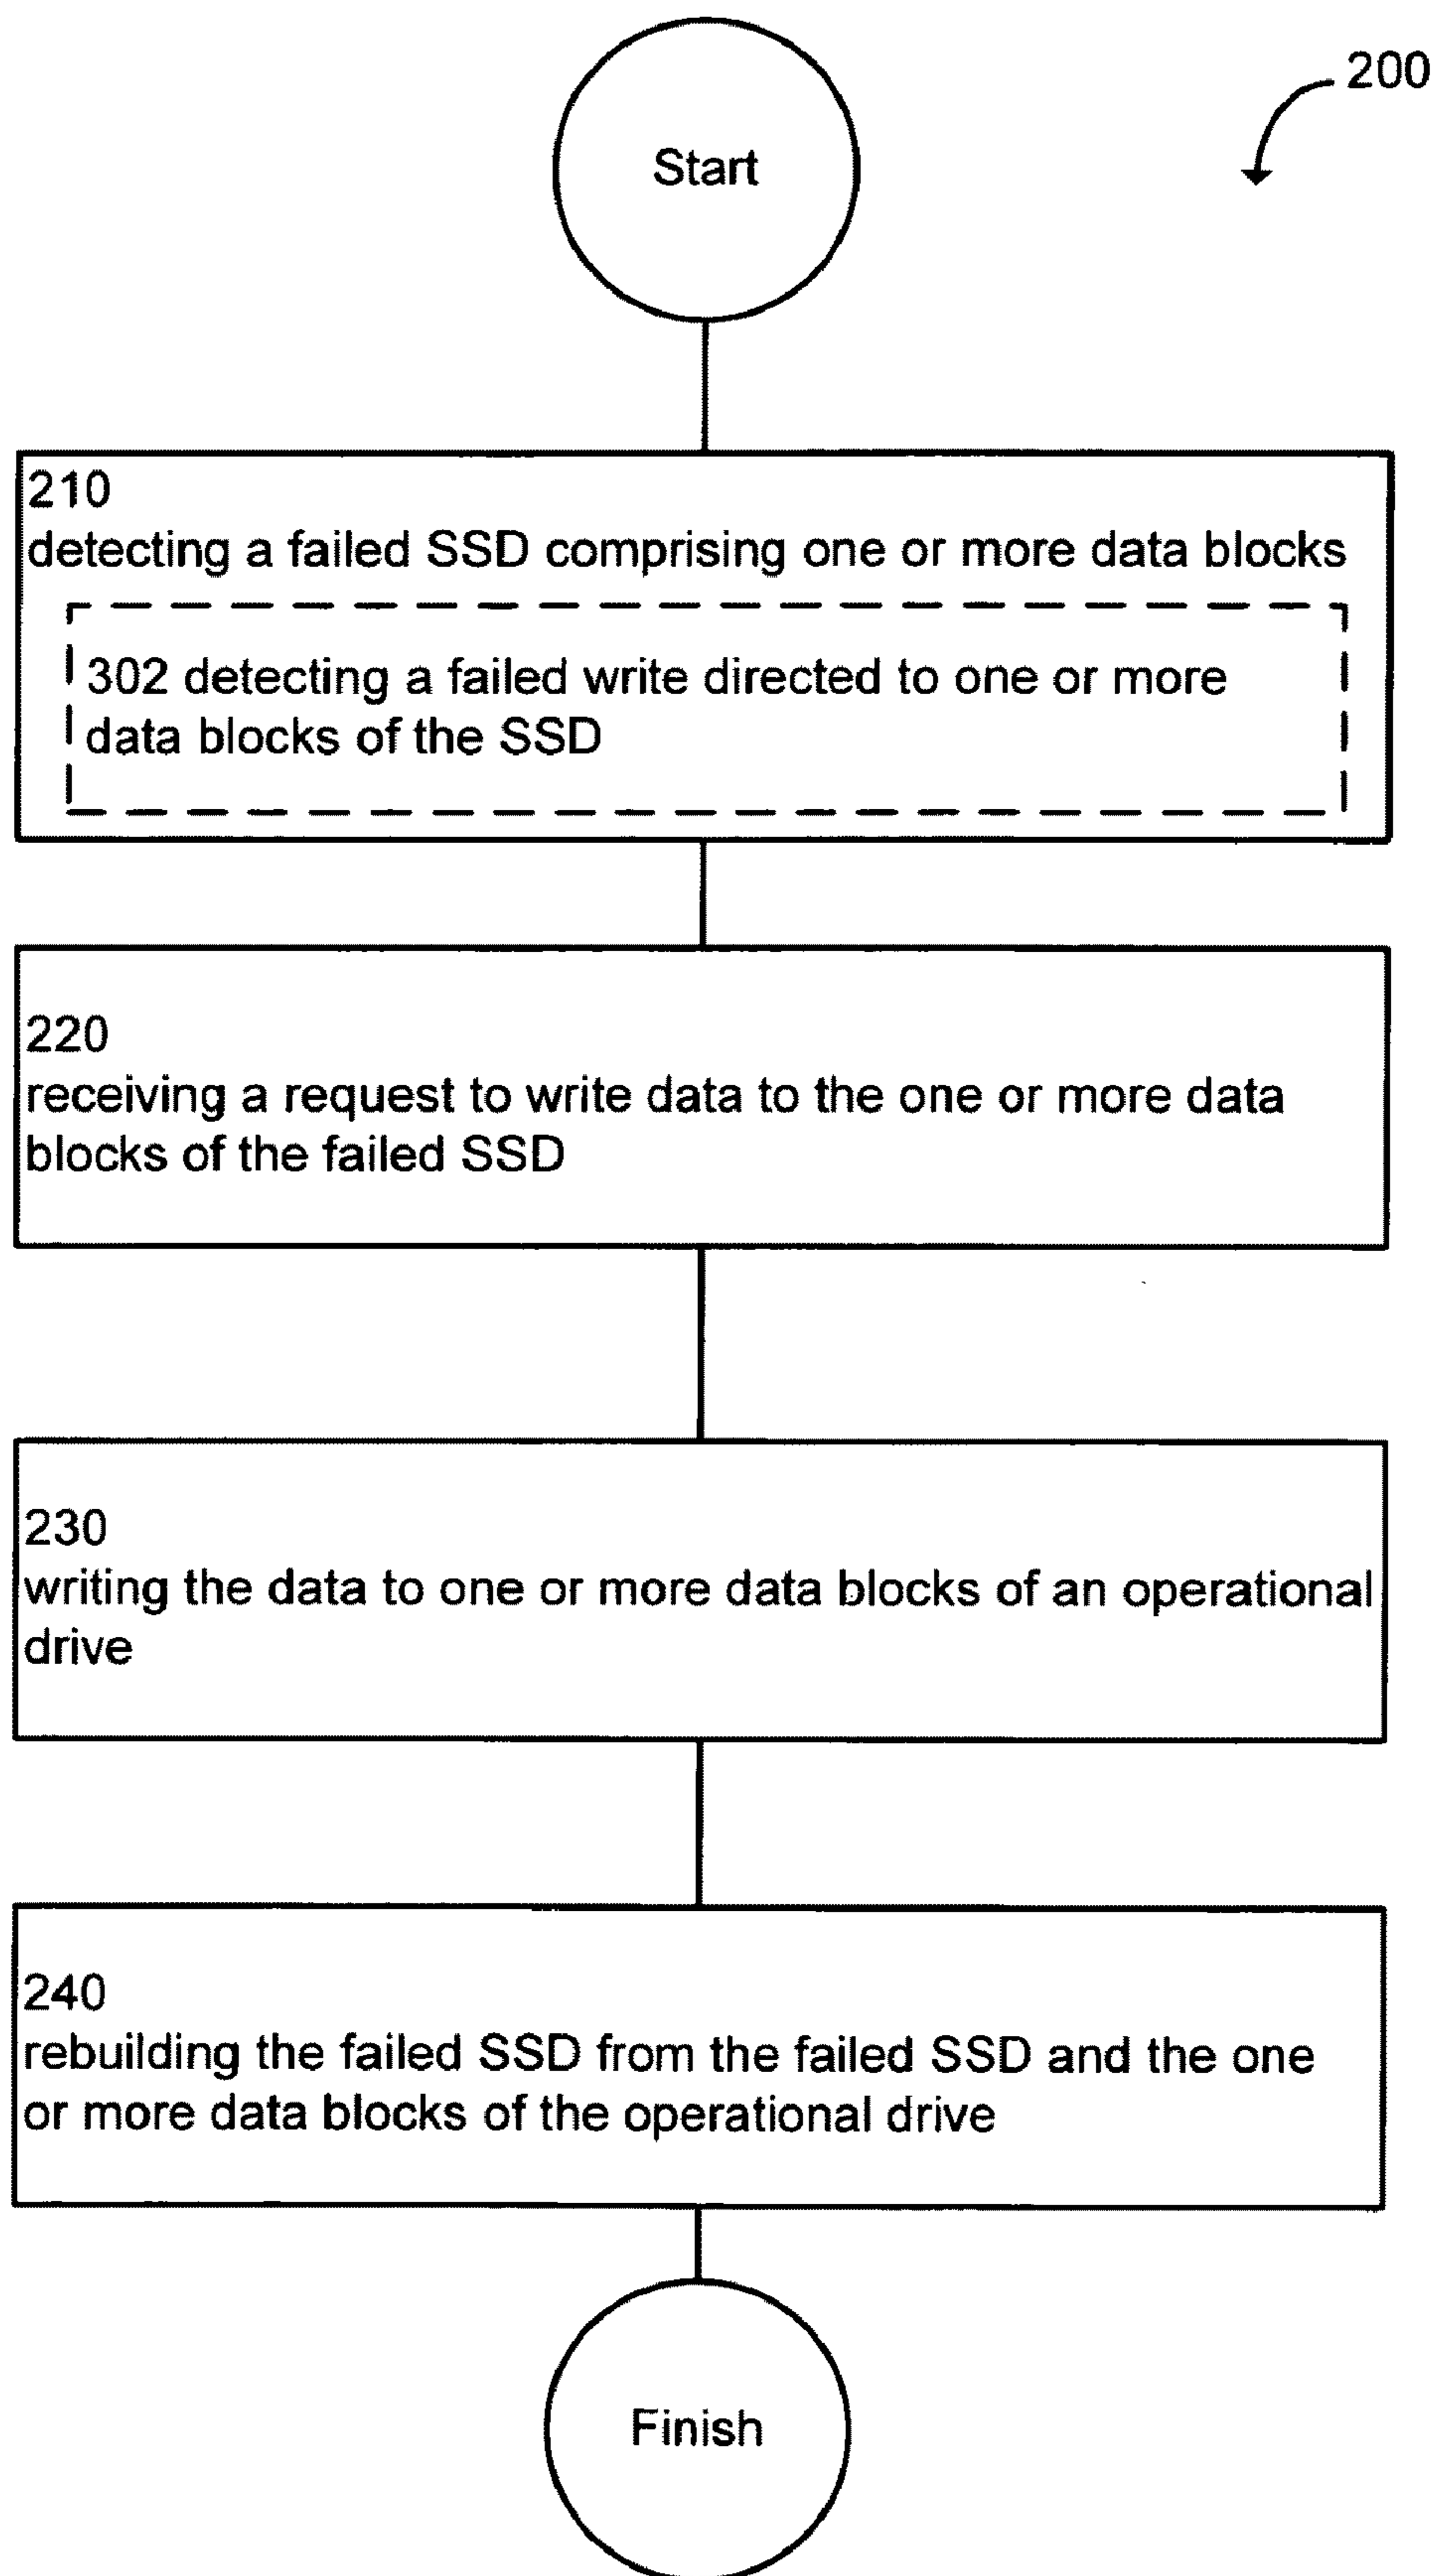 200
Start
210
detecting a failed SSD comprising one or more data blocks
302 detecting a failed write directed to one or more
data blocks of the SSD
220
receiving a request to write data to the one or more data
blocks of the failed SSD
230
writing the data to one or more data blocks of an operational
drive
240
rebuilding the failed SSD from the failed SSD and the one
or more data blocks of the operational drive
Finish